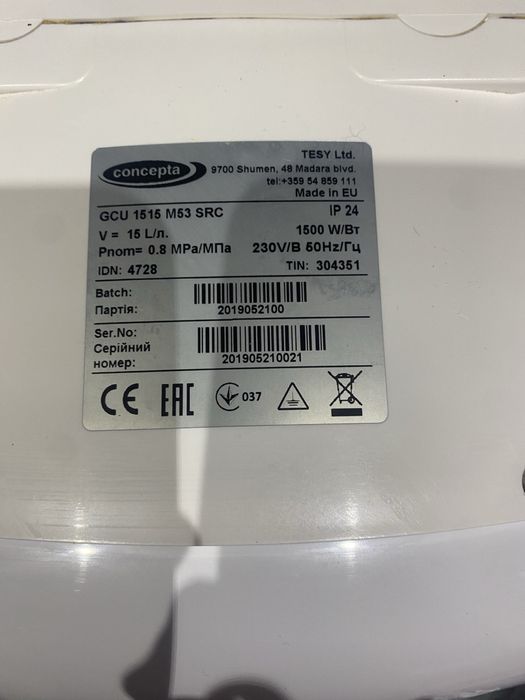 concepta
TESY Ltd.
9700 Shumen, 48 Madara blvd.
tel:+359 54 859 111
Made in EU
GCU 1515 M53 SRC IP 24
V = 15 L/л. 1500 W/Вт
Pnom= 0.8 MPa/МПа 230V/В 50Hz/Гц
IDN: 4728 TIN: 304351
Batch:
Партія: 2019052100
Ser.No:
Серійний
номер: 201905210021
CE EAC 037